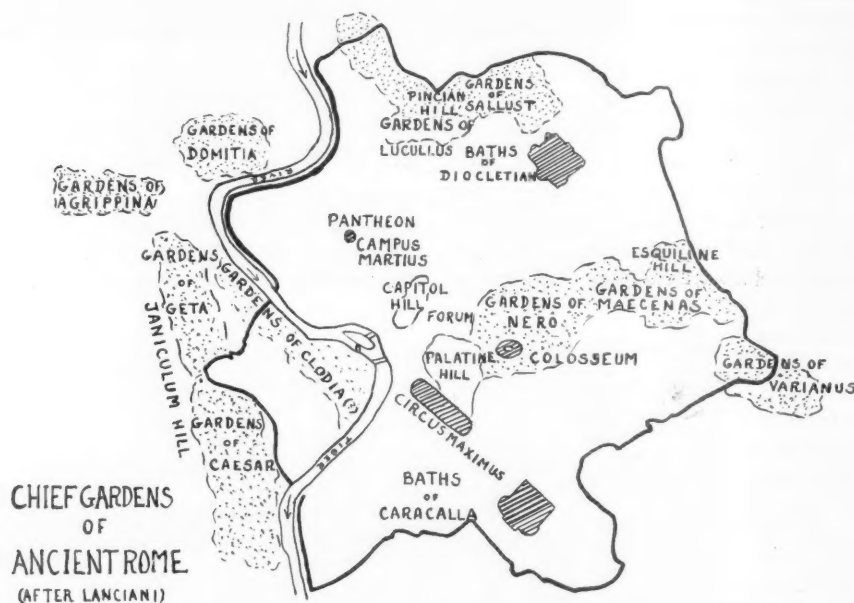 PINCIAN
HILL
GARDENS
OF
SALLUST
GARDENS OF
LUCULLUS
BATHS
OF
DIOCLETIAN
GARDENS OF
DOMITIA
RIVER
GARDENS OF
AGRIPPINA
PANTHEON
CAMPUS
MARTIUS
ESQUILINE
HILL
GARDENS
OF
GETA
JANICULUM HILL
GARDENS OF CLODIA (?)
CAPITOL
HILL
FORUM
GARDENS OF
NERO
GARDENS OF
MAECENAS
PALATINE
HILL
COLOSSEUM
GARDENS OF
VARIANUS
CIRCUS MAXIMUS
GARDENS
OF
CAESAR
TIBER
BATHS
OF
CARACALLA
CHIEF GARDENS
OF
ANCIENT ROME
(AFTER LANCIANI)